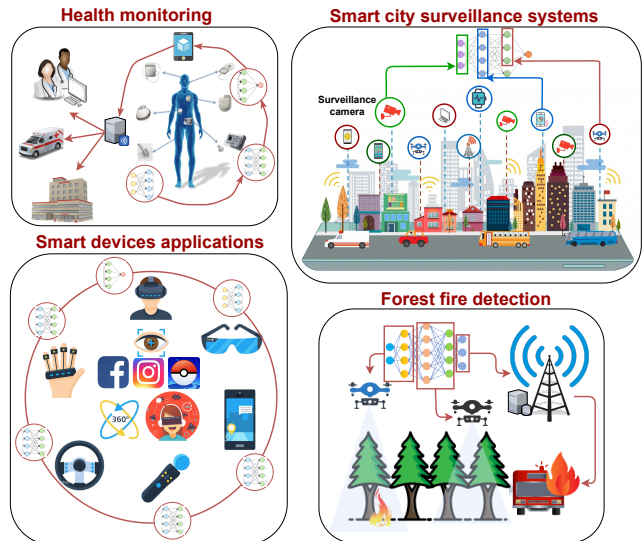 Health monitoring
Smart city surveillance systems
Surveillance
camera
Smart devices applications
360°
Forest fire detection